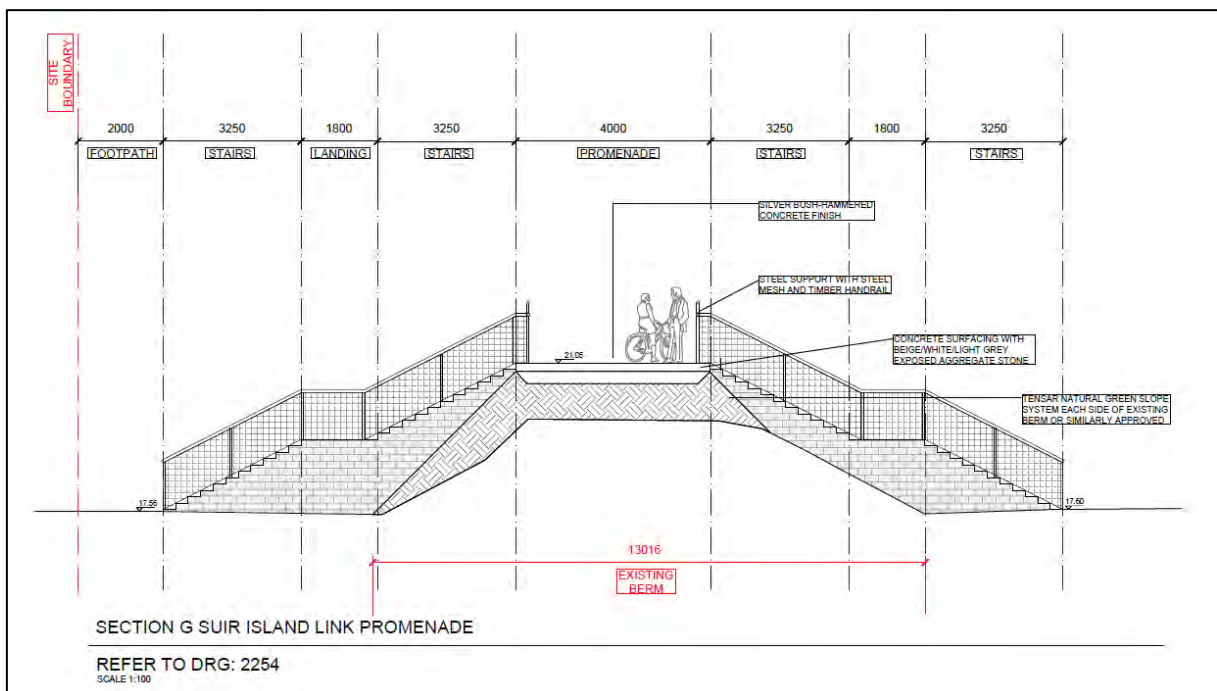 SITE
BOUNDARY
2000
3250
1800
3250
4000
3250
1800
3250
FOOTPATH
STAIRS
LANDING
STAIRS
PROMENADE
STAIRS
STAIRS
SILVER BUSH-HAMMERED
CONCRETE FINISH
STEEL SUPPORT WITH STEEL
MESH AND TIMBER HANDRAIL
CONCRETE SURFACING WITH
BEIGE/WHITE/LIGHT GREY
EXPOSED AGGREGATE STONE
21,05
TENSAR NATURAL GREEN SLOPE
SYSTEM EACH SIDE OF EXISTING
BERM OR SIMILARLY APPROVED
17.56
17.60
13016
EXISTING
BERM
SECTION G SUIR ISLAND LINK PROMENADE
REFER TO DRG: 2254
SCALE 1:100